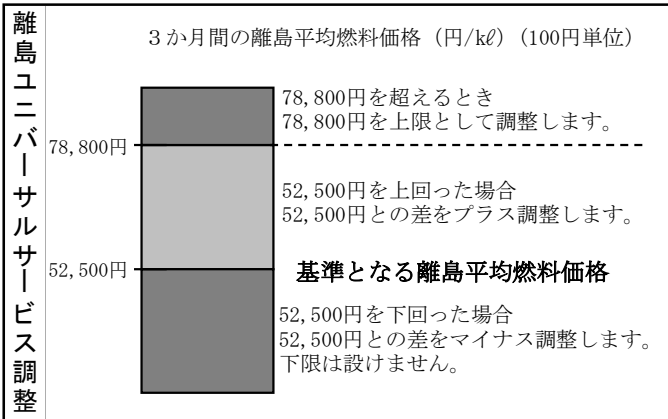 離島ユニバーサルサービス調整
3か月間の離島平均燃料価格（円/kℓ）（100円単位）
78,800円を超えるとき
78,800円を上限として調整します。
78,800円
52,500円を上回った場合
52,500円との差をプラス調整します。
52,500円
基準となる離島平均燃料価格
52,500円を下回った場合
52,500円との差をマイナス調整します。
下限は設けません。